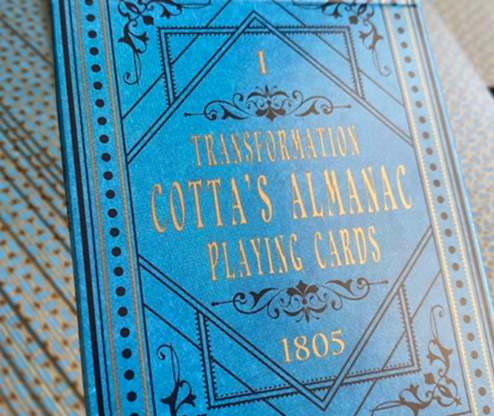 I
TRANSFORMATION
COTTA'S ALMANAC
PLAYING CARDS
1805